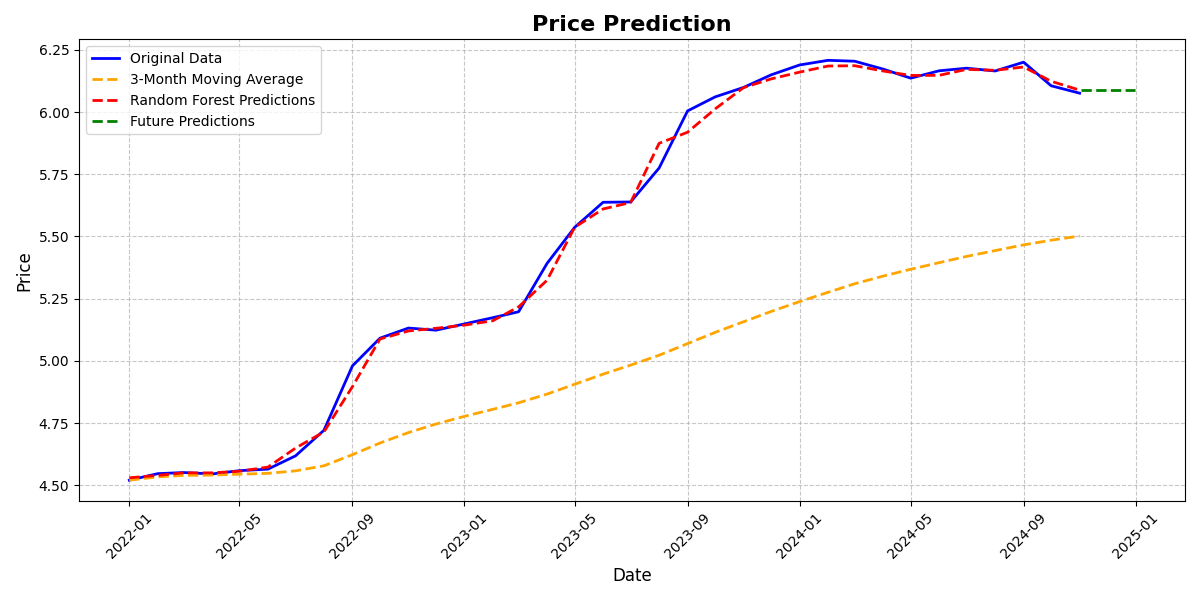 Price Prediction
Original Data
3-Month Moving Average
Random Forest Predictions
Future Predictions
Price
6.25
6.00
5.75
5.50
5.25
5.00
4.75
4.50
2022-01
2022-05
2022-09
2023-01
2023-05
2023-09
2024-01
2024-05
2024-09
2025-01
Date